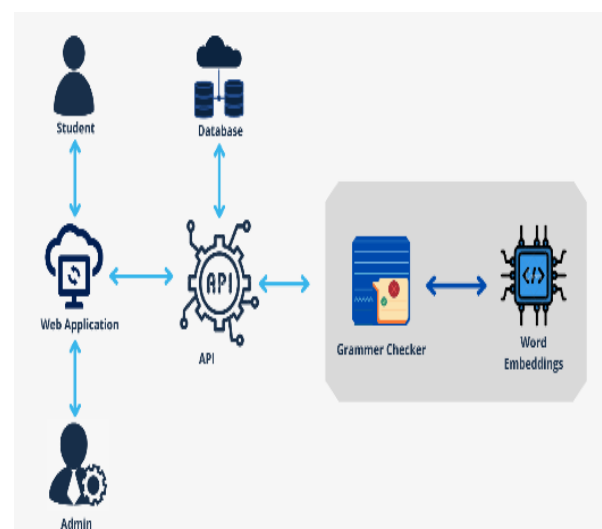 Student
Database
API
</>
Web Application
API
Grammer Checker
Word
Embeddings
Admin